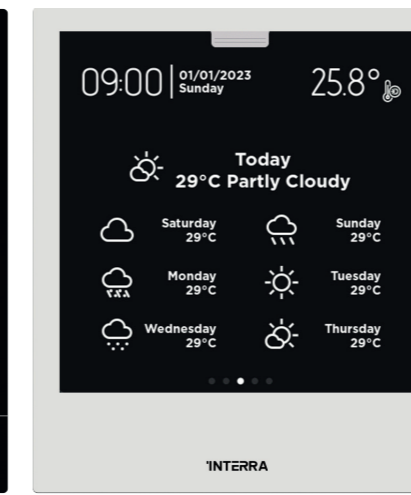 09:00 01/01/2023 25.8°
Sunday
Today
29°C Partly Cloudy
Saturday
29°C
Sunday
29°C
Monday
29°C
Tuesday
29°C
Wednesday
29°C
Thursday
29°C
INTERRA